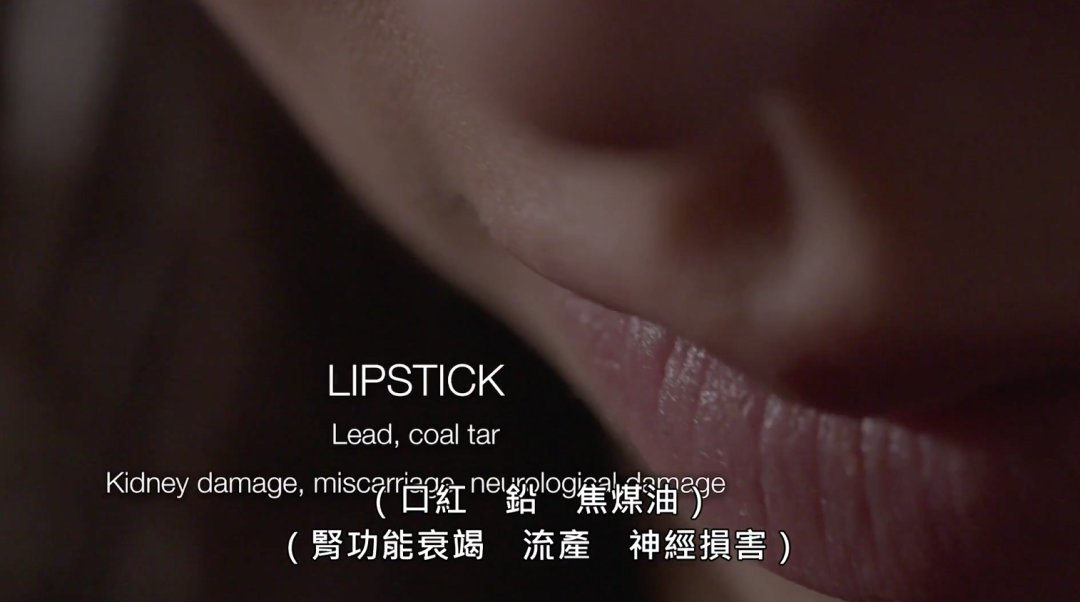 LIPSTICK
Lead, coal tar
Kidney damage, miscarriage, neurological damage
（口紅　鉛　焦煤油）
（腎功能衰竭　流產　神經損害）